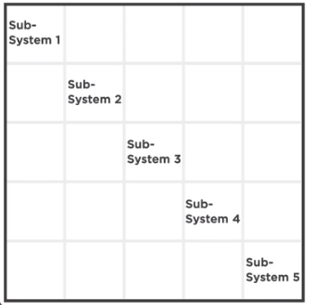 Sub-
System 1
Sub-
System 2
Sub-
System 3
Sub-
System 4
Sub-
System 5